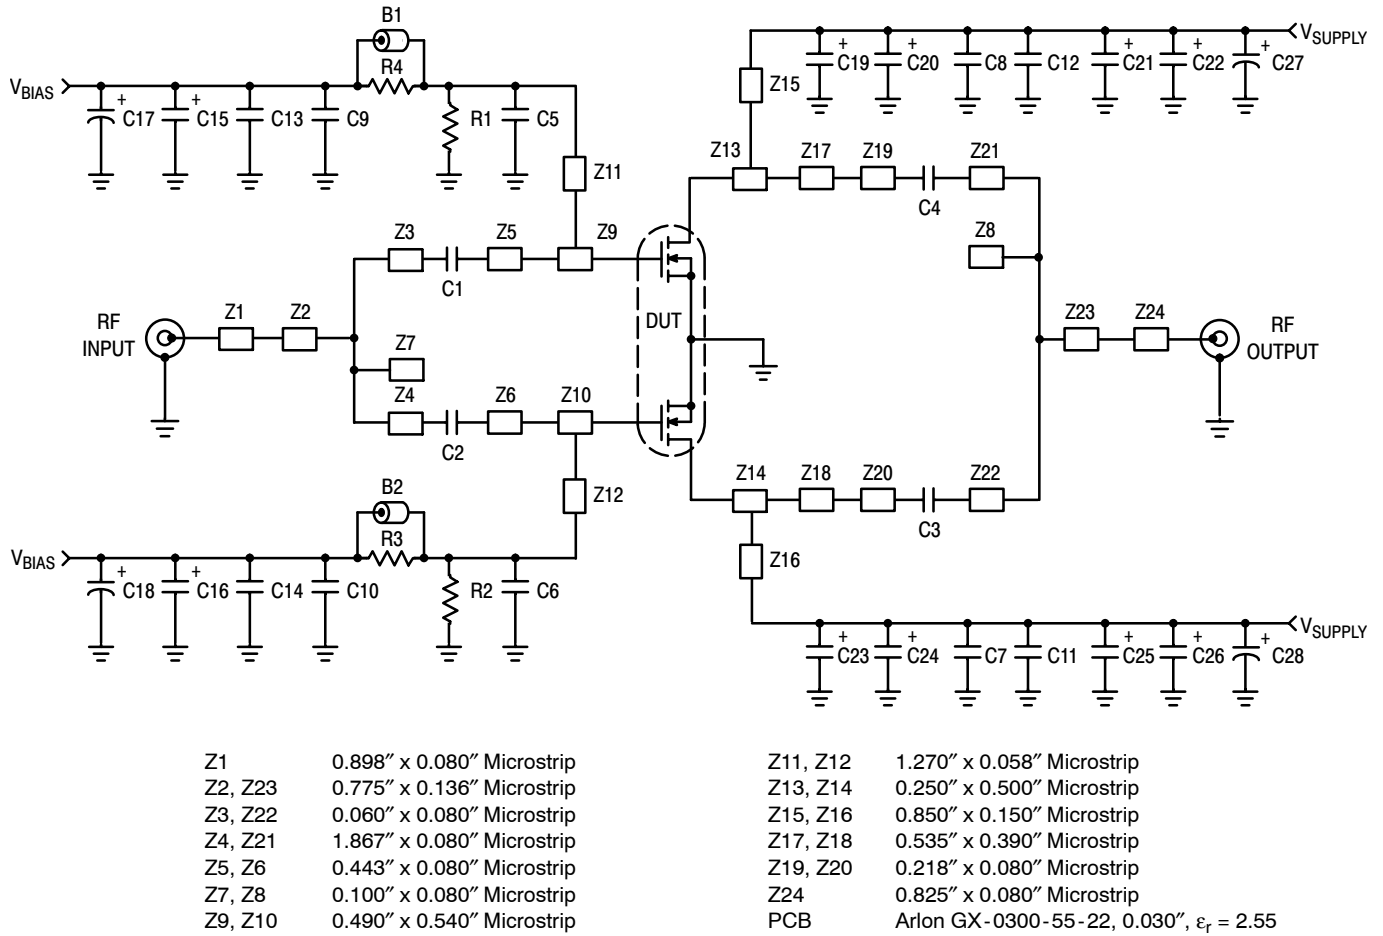 B1
VSUPPLY
+ C19 + C20 C8 C12 + C21 + C22 + C27
Z15
R4
VBIAS
+ C17 + C15 C13 C9 R1 C5
Z11
Z13 Z17 Z19 Z21
C4
Z3 Z5 Z9
C1
Z8
RF
INPUT
Z1 Z2
DUT
Z23 Z24
RF
OUTPUT
Z7
Z4 Z6 Z10
C2
Z14 Z18 Z20 Z22
C3
B2
Z12
R3
VBIAS
+ C18 + C16 C14 C10 R2 C6
Z16
VSUPPLY
+ C23 + C24 C7 C11 + C25 + C26 + C28
Z1 0.898″ x 0.080″ Microstrip
Z2, Z23 0.775″ x 0.136″ Microstrip
Z3, Z22 0.060″ x 0.080″ Microstrip
Z4, Z21 1.867″ x 0.080″ Microstrip
Z5, Z6 0.443″ x 0.080″ Microstrip
Z7, Z8 0.100″ x 0.080″ Microstrip
Z9, Z10 0.490″ x 0.540″ Microstrip
Z11, Z12 1.270″ x 0.058″ Microstrip
Z13, Z14 0.250″ x 0.500″ Microstrip
Z15, Z16 0.850″ x 0.150″ Microstrip
Z17, Z18 0.535″ x 0.390″ Microstrip
Z19, Z20 0.218″ x 0.080″ Microstrip
Z24 0.825″ x 0.080″ Microstrip
PCB Arlon GX-0300-55-22, 0.030″, εr = 2.55